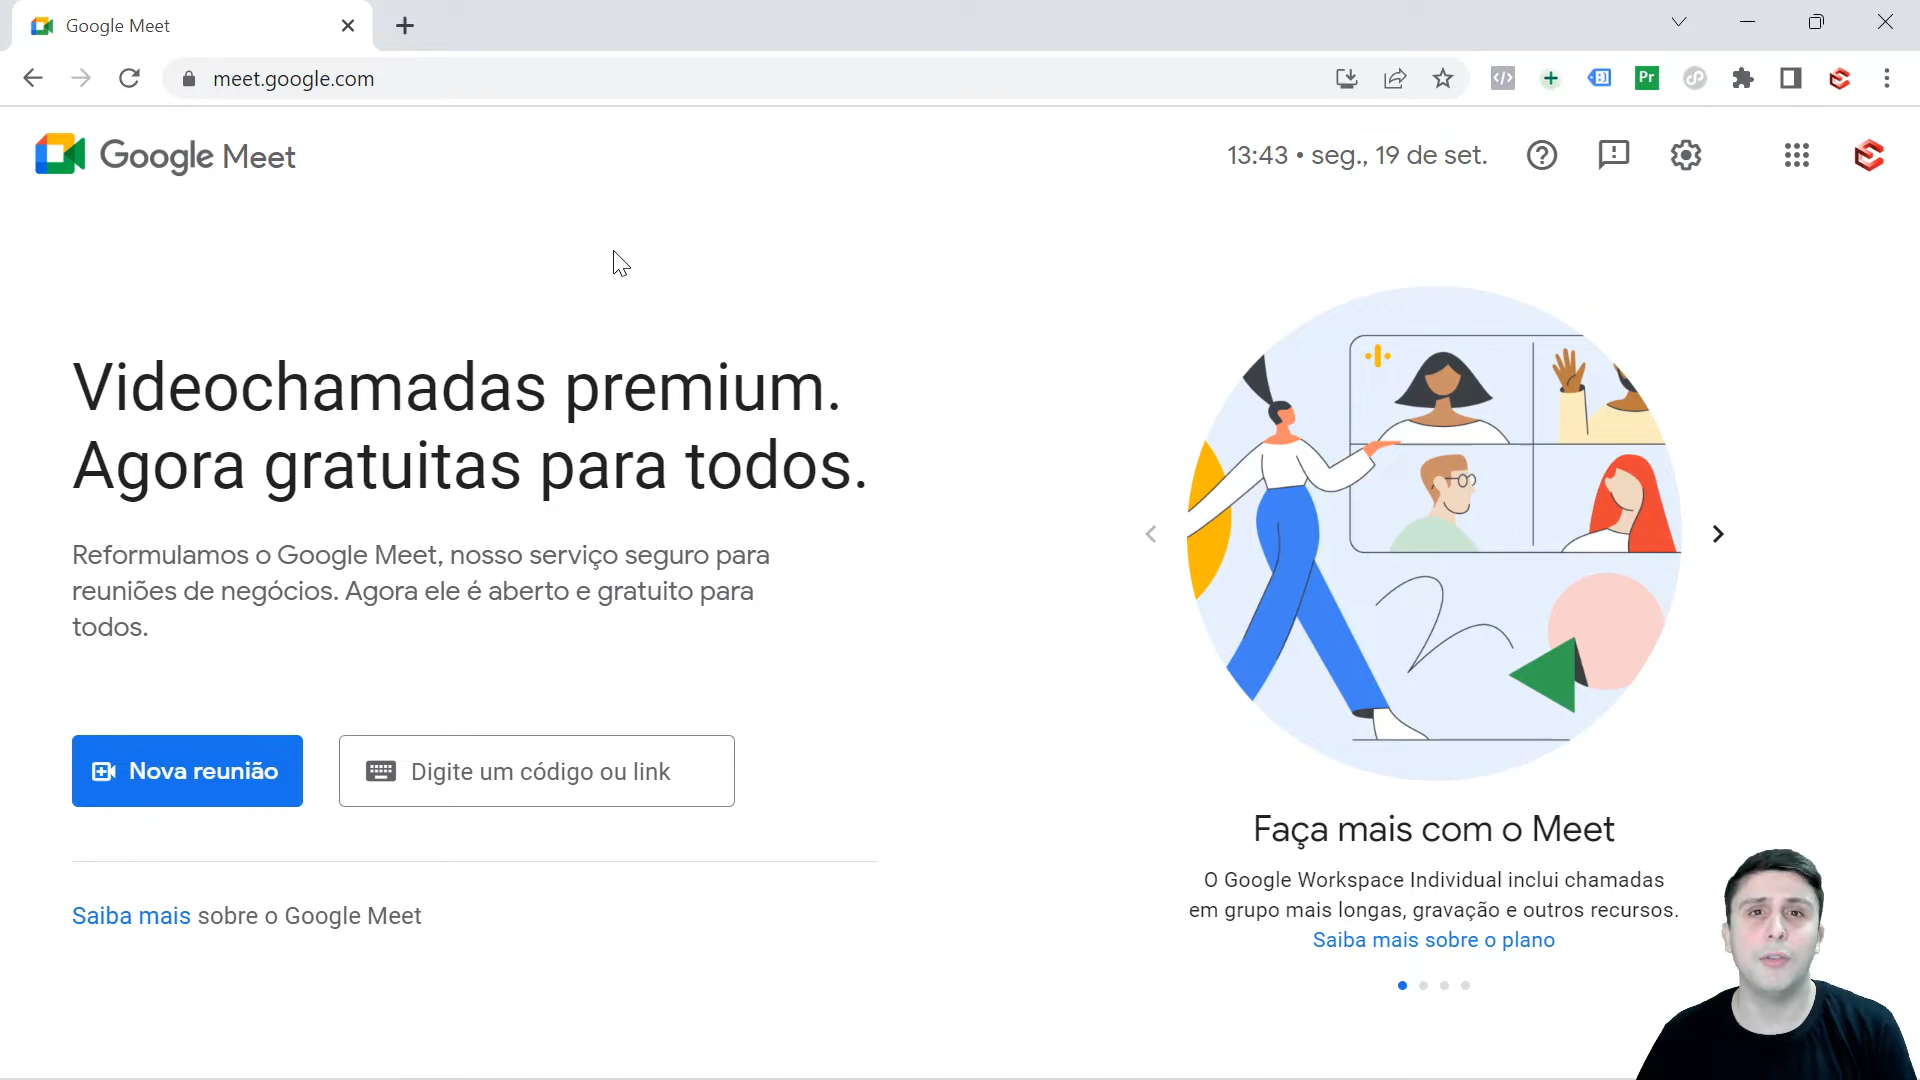 Google Meet
meet.google.com
Pr
Google Meet
13:43 • seg., 19 de set.
Videochamadas premium.
Agora gratuitas para todos.
Reformulamos o Google Meet, nosso serviço seguro para
reuniões de negócios. Agora ele é aberto e gratuito para
todos.
Nova reunião
Digite um código ou link
Saiba mais sobre o Google Meet
Faça mais com o Meet
O Google Workspace Individual inclui chamadas
em grupo mais longas, gravação e outros recursos.
Saiba mais sobre o plano